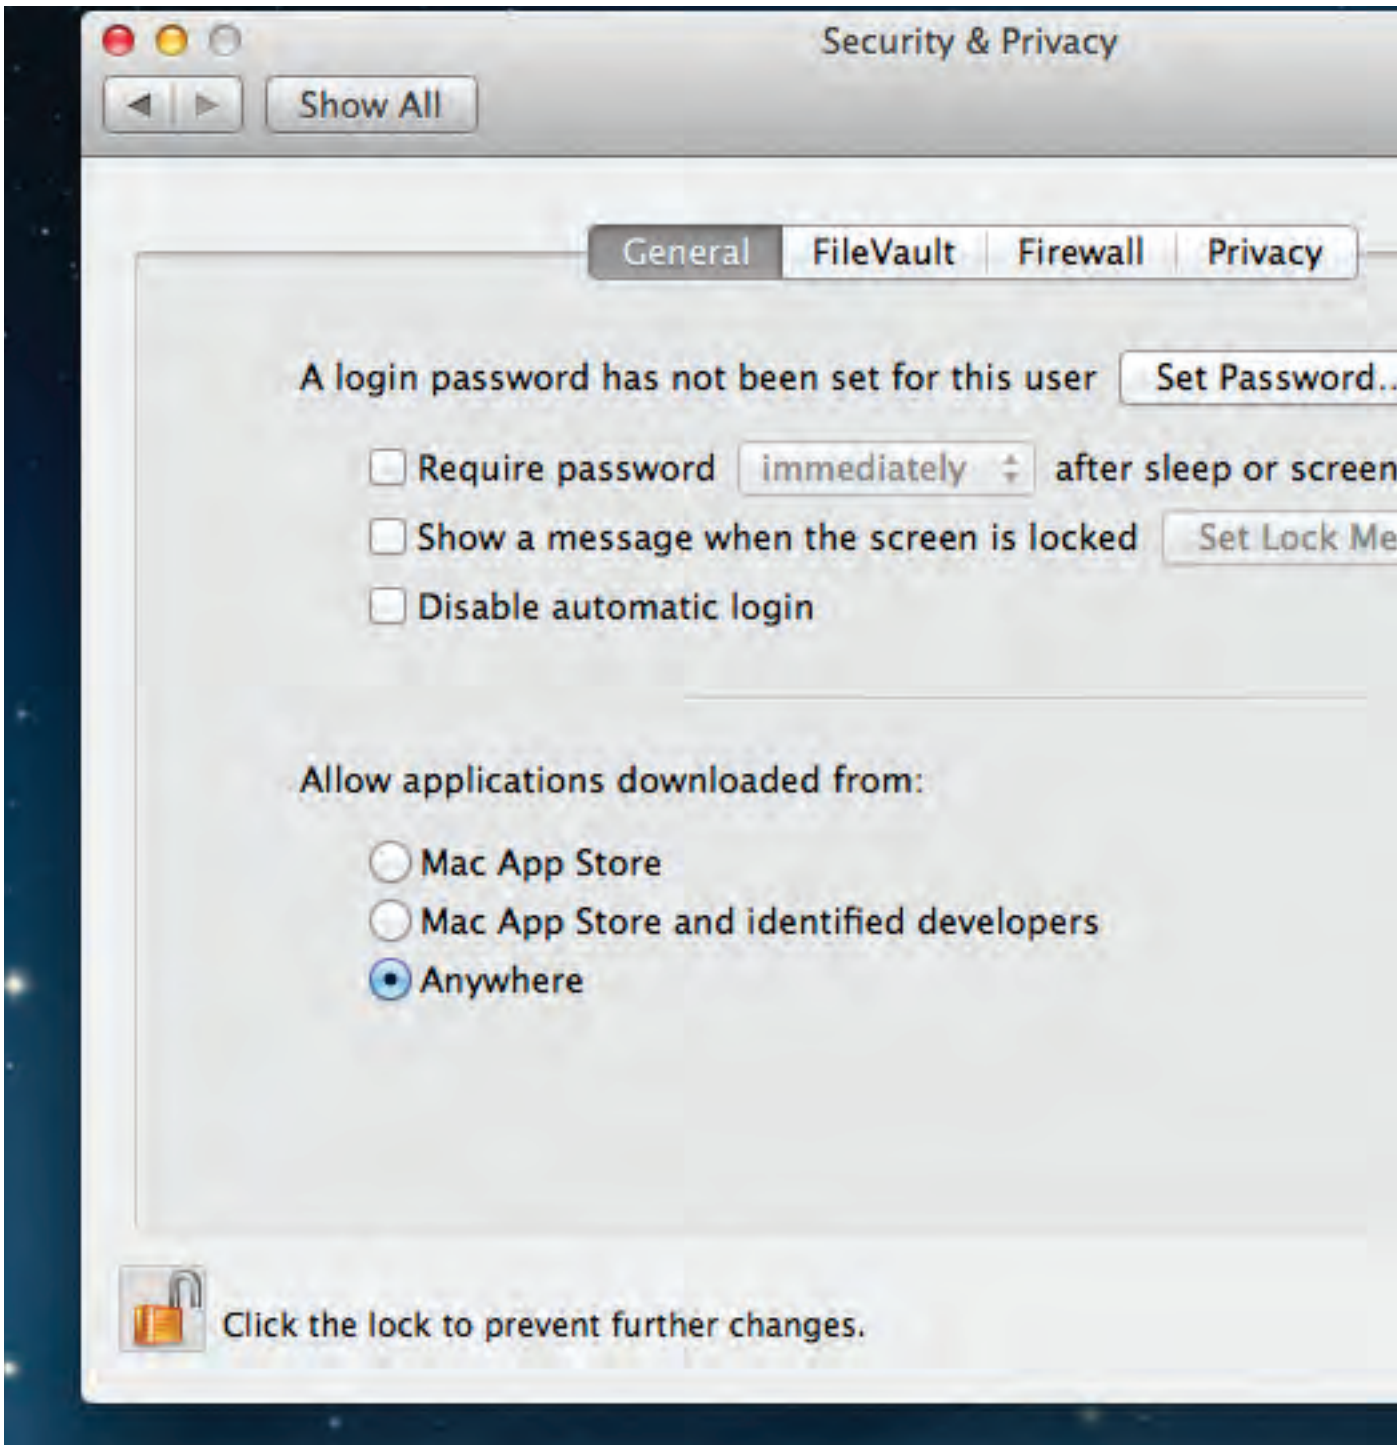 Security & Privacy
Show All
General FileVault Firewall Privacy
A login password has not been set for this user Set Password..
Require password immediately after sleep or screen
Show a message when the screen is locked Set Lock Me
Disable automatic login
Allow applications downloaded from:
Mac App Store
Mac App Store and identified developers
Anywhere
Click the lock to prevent further changes.